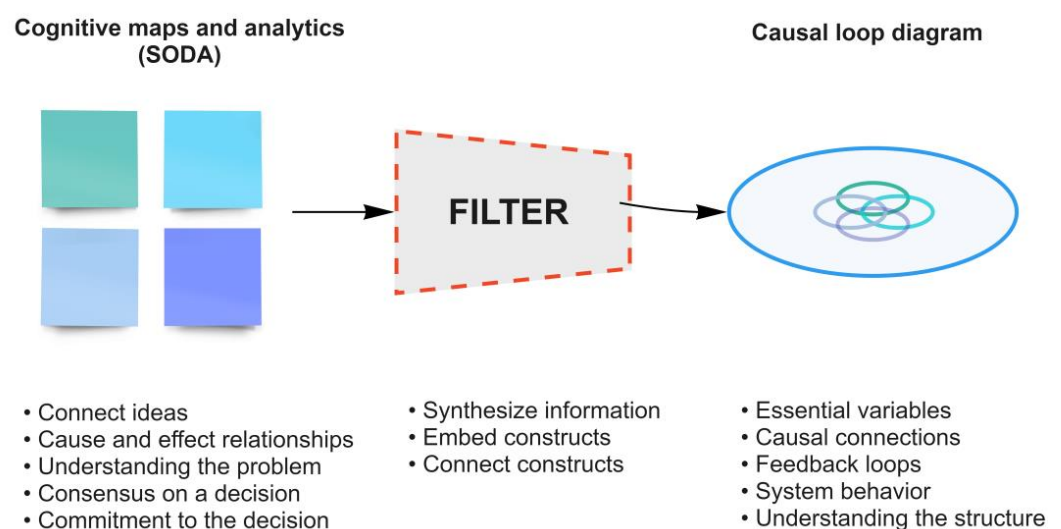 Cognitive maps and analytics
(SODA)
Causal loop diagram
FILTER
• Connect ideas
• Cause and effect relationships
• Understanding the problem
• Consensus on a decision
• Commitment to the decision
• Synthesize information
• Embed constructs
• Connect constructs
• Essential variables
• Causal connections
• Feedback loops
• System behavior
• Understanding the structure